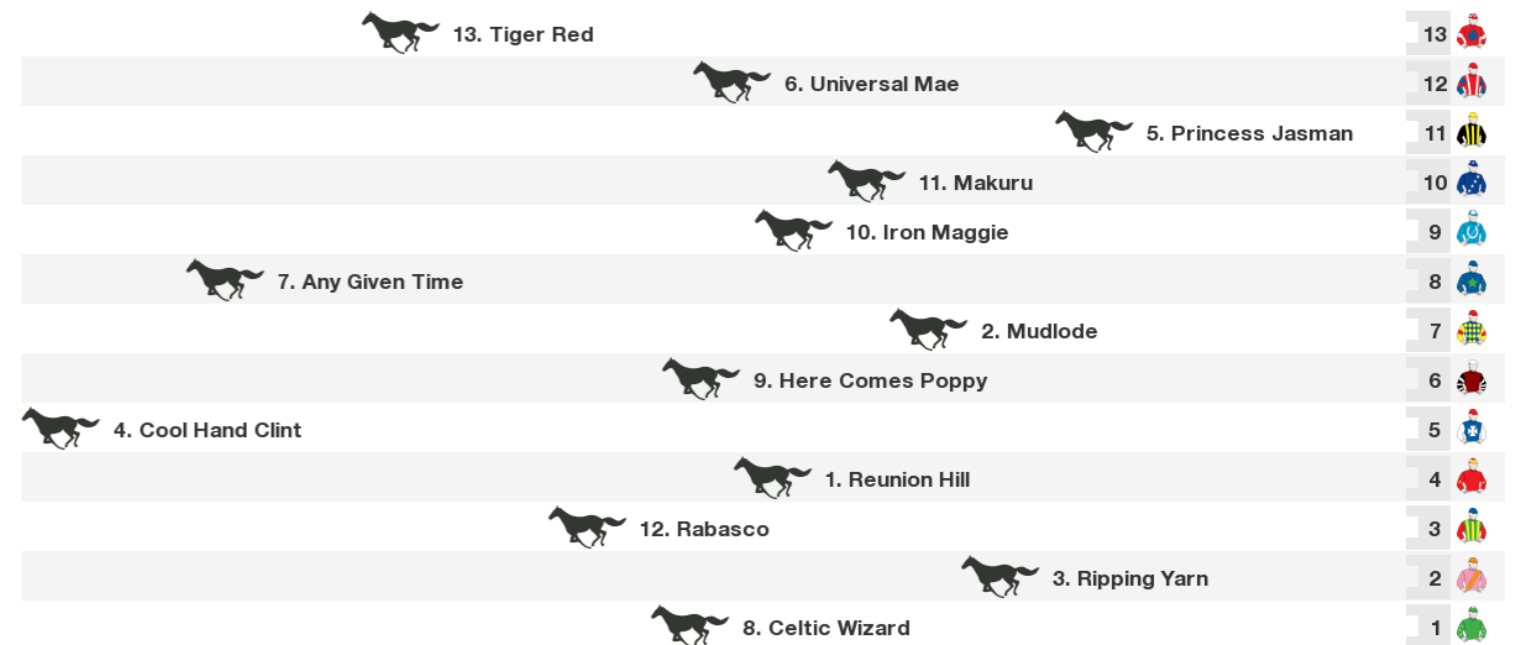 13. Tiger Red 13
6. Universal Mae 12
5. Princess Jasman 11
11. Makuru 10
10. Iron Maggie 9
7. Any Given Time 8
2. Mudlode 7
9. Here Comes Poppy 6
4. Cool Hand Clint 5
1. Reunion Hill 4
12. Rabasco 3
3. Ripping Yarn 2
8. Celtic Wizard 1